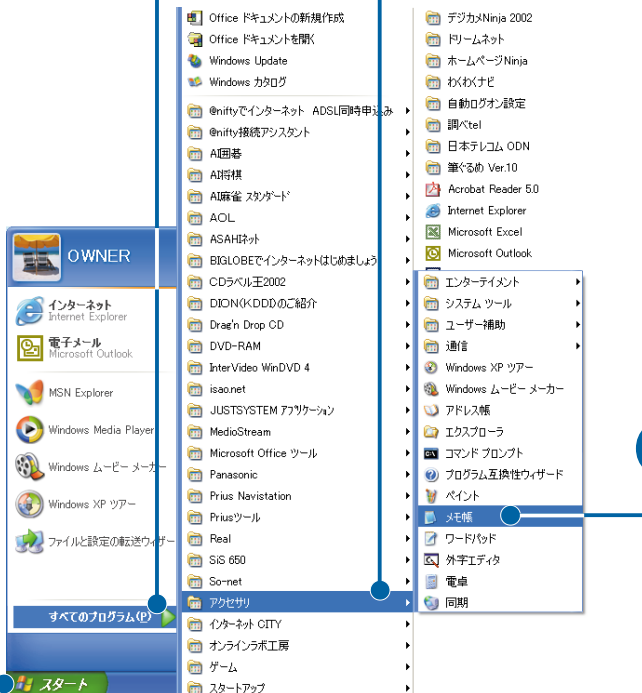 Office ドキュメントの新規作成
Office ドキュメントを開く
Windows Update
Windows カタログ
@niftyでインターネット ADSL同時申込み
@nifty接続アシスタント
AI囲碁
AI将棋
AI麻雀 スタンダード
AOL
ASAHIネット
BIGLOBEでインターネットはじめましょう
CDラベル王2002
DION(KDDI)のご紹介
Drag'n Drop CD
DVD-RAM
InterVideo WinDVD 4
isao.net
JUSTSYSTEM アプリケーション
MedioStream
Microsoft Office ツール
Panasonic
Prius Navistation
Priusツール
Real
SiS 650
So-net
アクセサリ
インターネット CITY
オンラインラボ工房
ゲーム
スタートアップ
デジカメNinja 2002
ドリームネット
ホームページNinja
わくわくナビ
自動ログオン設定
調べtel
日本テレコム ODN
筆ぐるめ Ver.10
Acrobat Reader 5.0
Internet Explorer
Microsoft Excel
Microsoft Outlook
エンターテイメント
システム ツール
ユーザー補助
通信
Windows XP ツアー
Windows ムービー メーカー
アドレス帳
エクスプローラ
コマンド プロンプト
プログラム互換性ウィザード
ペイント
メモ帳
ワードパッド
外字エディタ
電卓
同期
OWNER
インターネット
Internet Explorer
電子メール
Microsoft Outlook
MSN Explorer
Windows Media Player
Windows ムービー メーカー
Windows XP ツアー
ファイルと設定の転送ウィザー
すべてのプログラム(P)
スタート